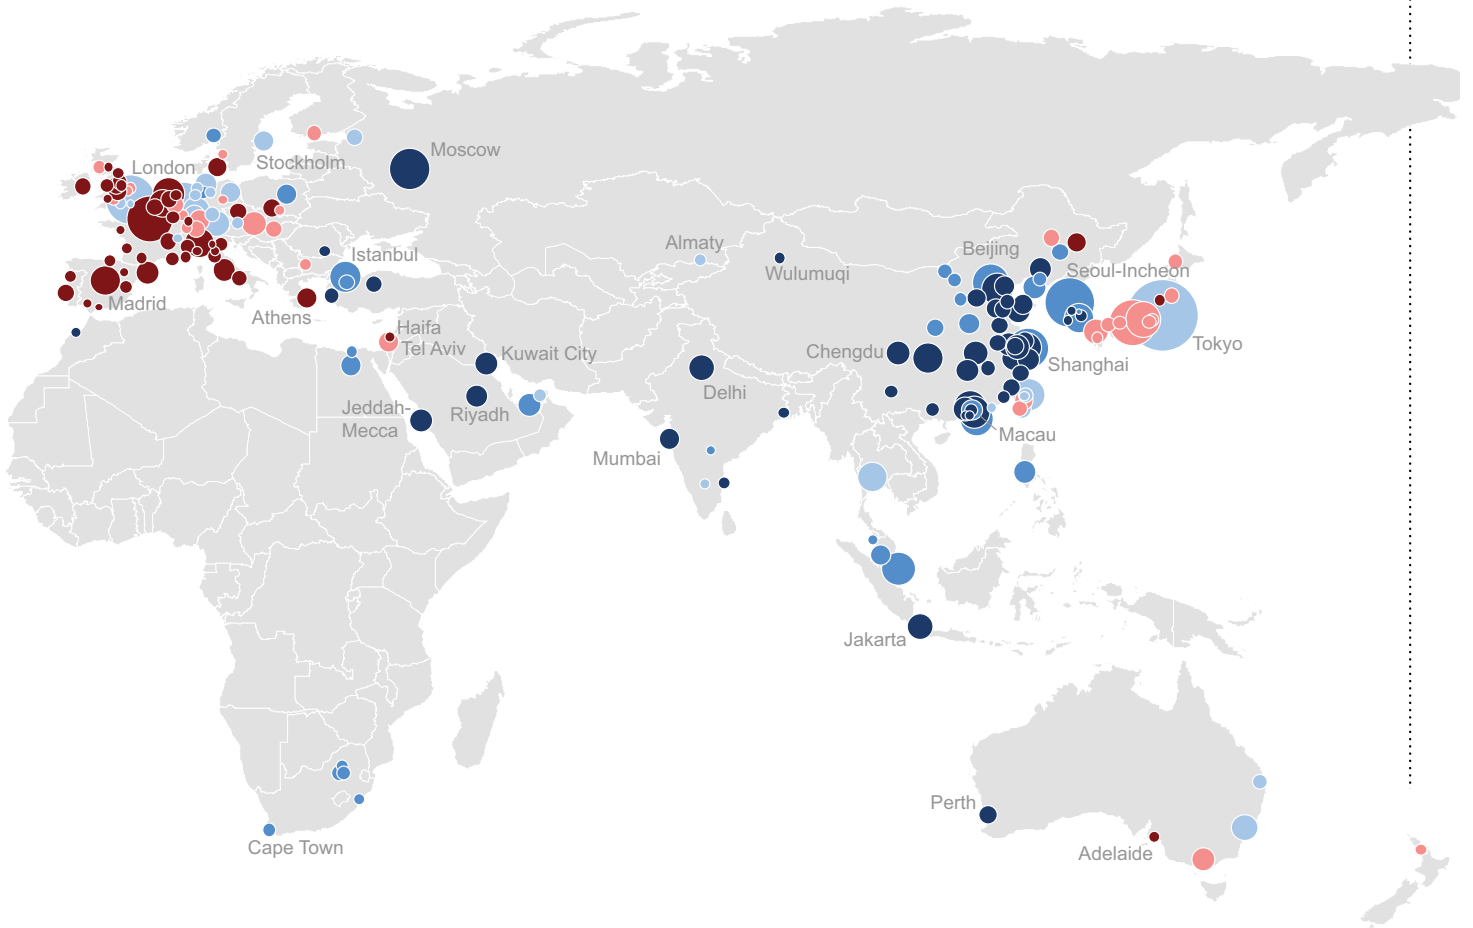 Moscow
London
Stockholm
Almaty
Beijing
Istanbul
Wulumuqi
Seoul-Incheon
Madrid
Athens
Haifa
Tel Aviv
Kuwait City
Chengdu
Tokyo
Shanghai
Delhi
Jeddah-
Mecca
Riyadh
Macau
Mumbai
Jakarta
Perth
Adelaide
Cape Town